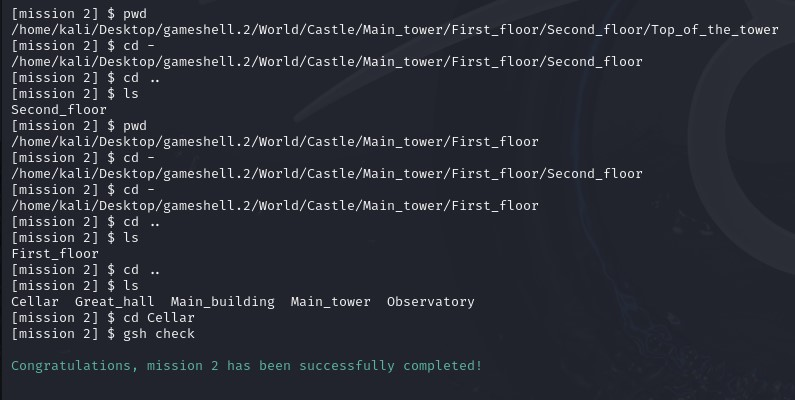 [mission 2] $ pwd
/home/kali/Desktop/gameshell.2/World/Castle/Main_tower/First_floor/Second_floor/Top_of_the_tower
[mission 2] $ cd -
/home/kali/Desktop/gameshell.2/World/Castle/Main_tower/First_floor/Second_floor
[mission 2] $ cd ..
[mission 2] $ ls
Second_floor
[mission 2] $ pwd
/home/kali/Desktop/gameshell.2/World/Castle/Main_tower/First_floor
[mission 2] $ cd -
/home/kali/Desktop/gameshell.2/World/Castle/Main_tower/First_floor/Second_floor
[mission 2] $ cd -
/home/kali/Desktop/gameshell.2/World/Castle/Main_tower/First_floor
[mission 2] $ cd ..
[mission 2] $ ls
First_floor
[mission 2] $ cd ..
[mission 2] $ ls
Cellar  Great_hall  Main_building  Main_tower  Observatory
[mission 2] $ cd Cellar
[mission 2] $ gsh check
Congratulations, mission 2 has been successfully completed!